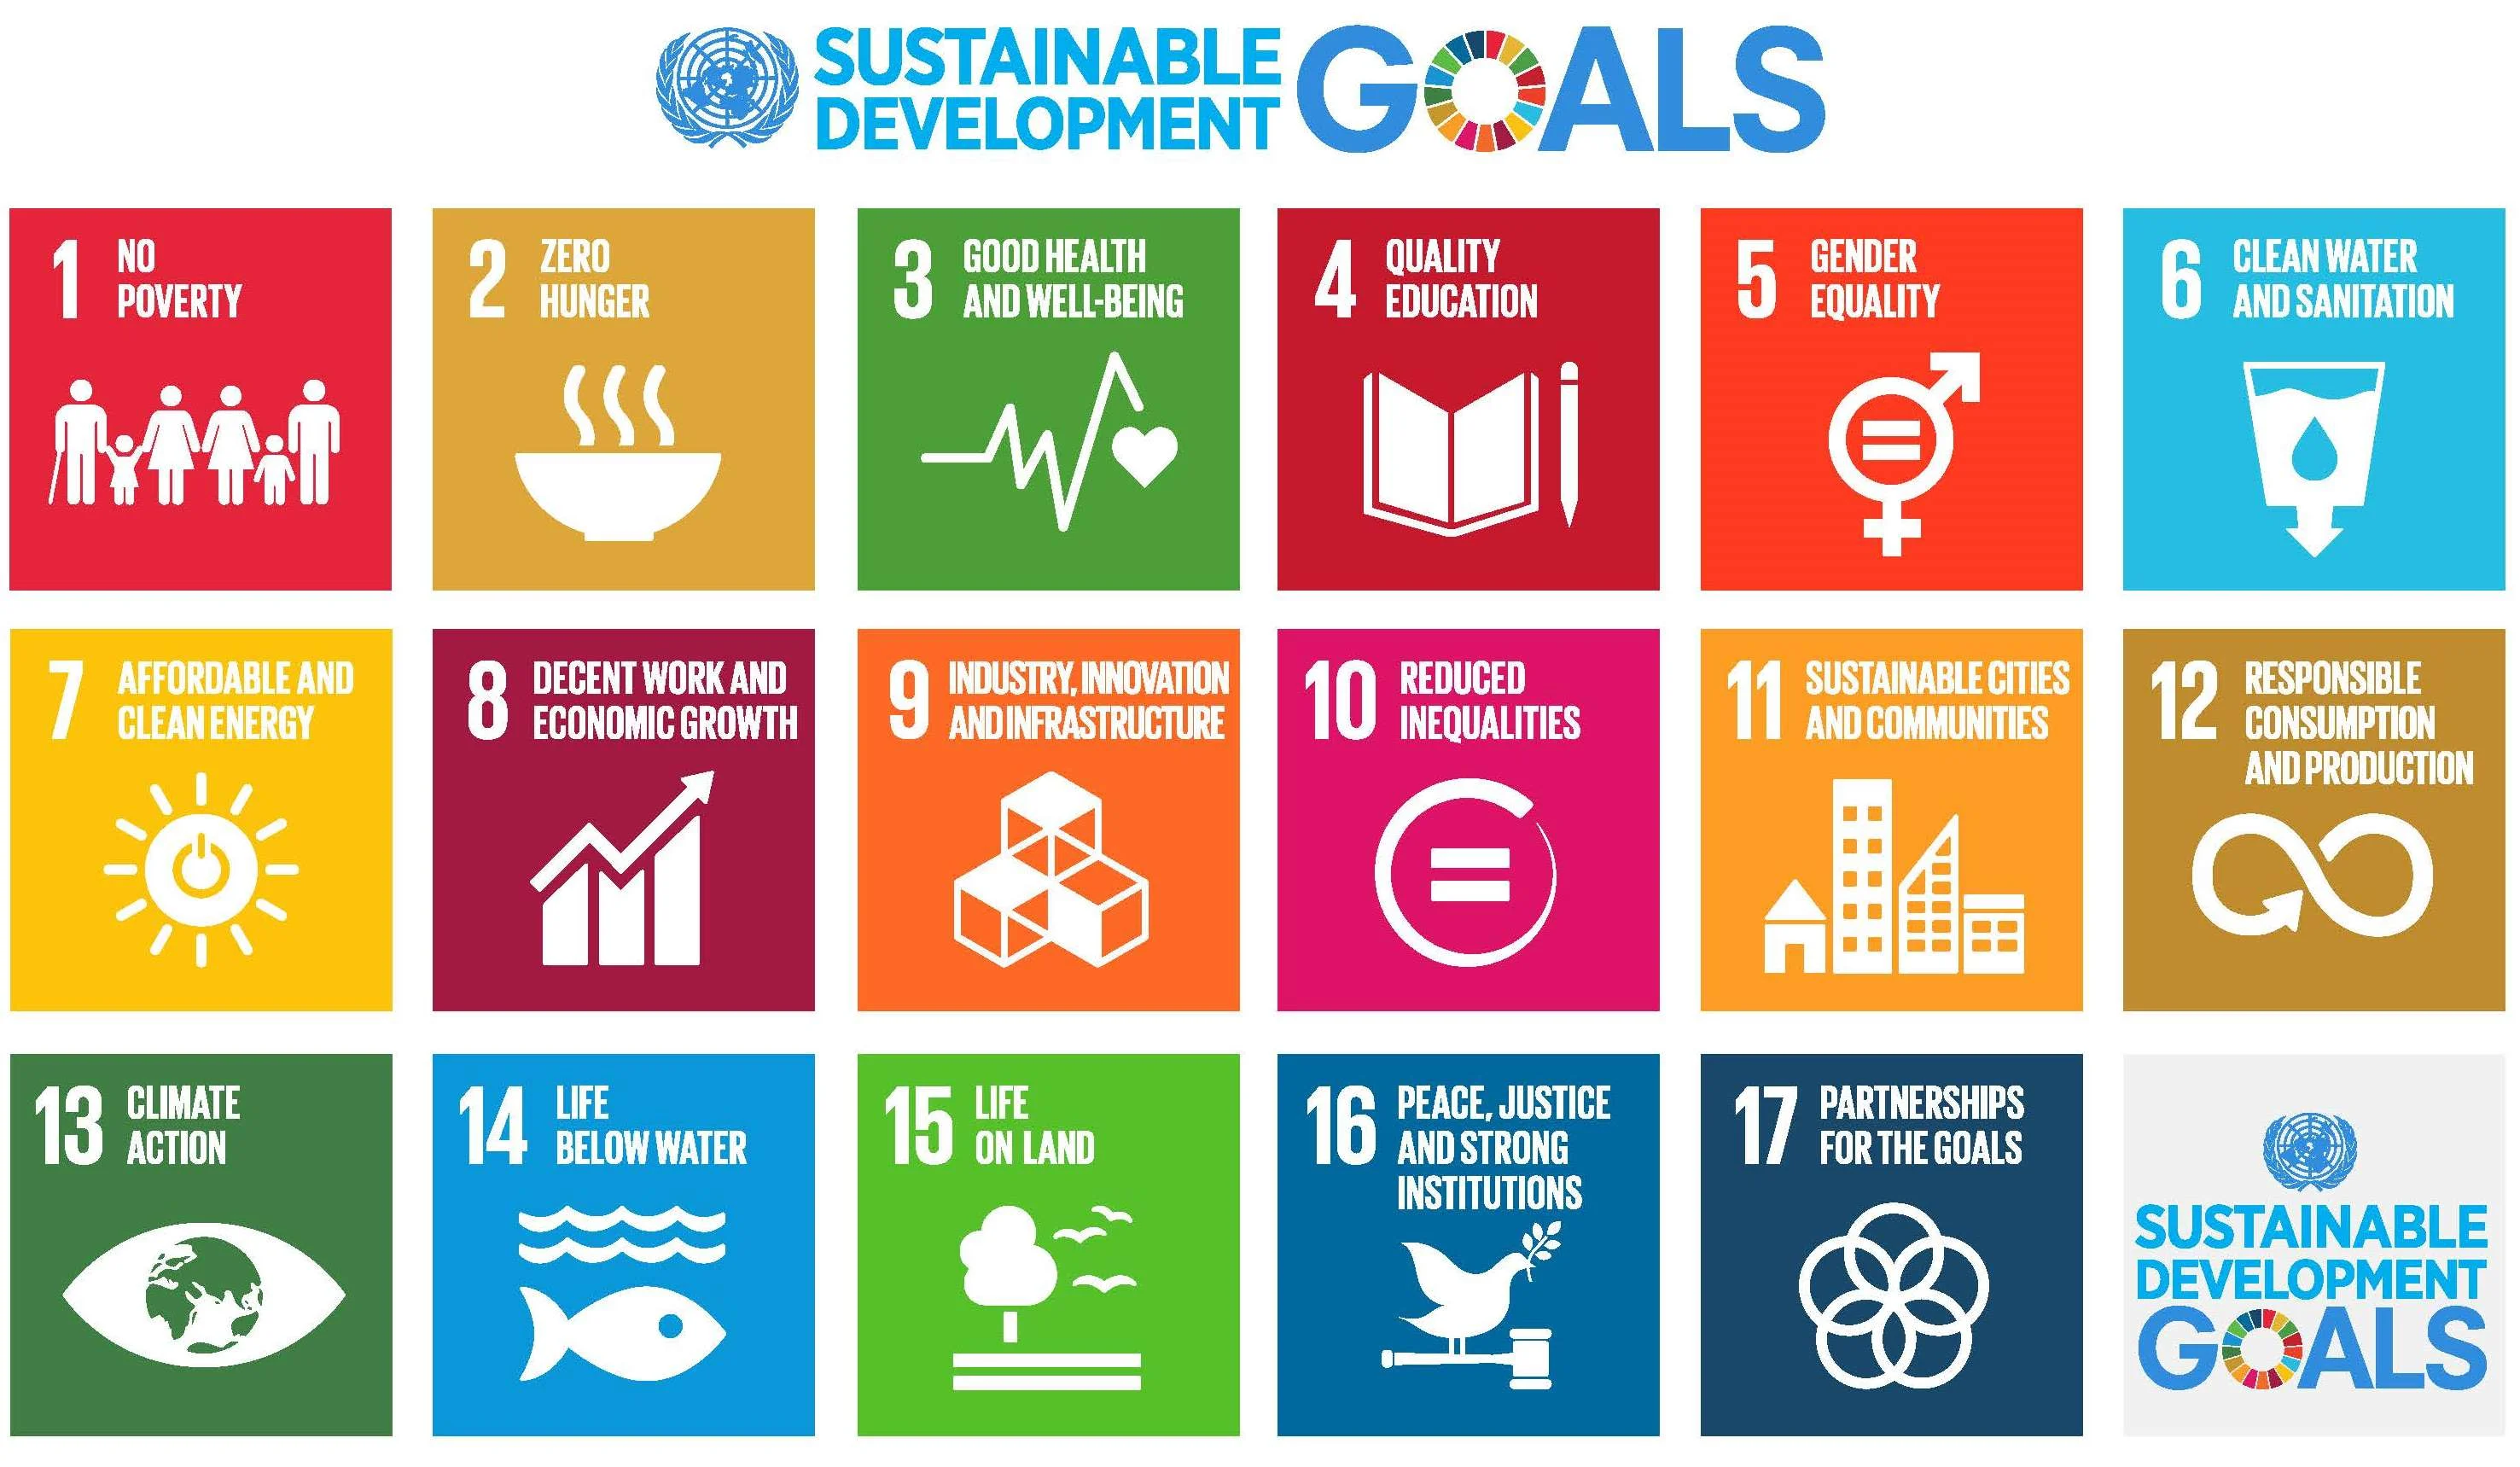 SUSTAINABLE
DEVELOPMENT
GOALS
1
NO
POVERTY
2
ZERO
HUNGER
3
GOOD HEALTH
AND WELL-BEING
4
QUALITY
EDUCATION
5
GENDER
EQUALITY
6
CLEAN WATER
AND SANITATION
7
AFFORDABLE AND
CLEAN ENERGY
8
DECENT WORK AND
ECONOMIC GROWTH
9
INDUSTRY, INNOVATION
AND INFRASTRUCTURE
10
REDUCED
INEQUALITIES
11
SUSTAINABLE CITIES
AND COMMUNITIES
12
RESPONSIBLE
CONSUMPTION
AND PRODUCTION
13
CLIMATE
ACTION
14
LIFE
BELOW WATER
15
LIFE
ON LAND
16
PEACE, JUSTICE
AND STRONG
INSTITUTIONS
17
PARTNERSHIPS
FOR THE GOALS
SUSTAINABLE
DEVELOPMENT
GOALS